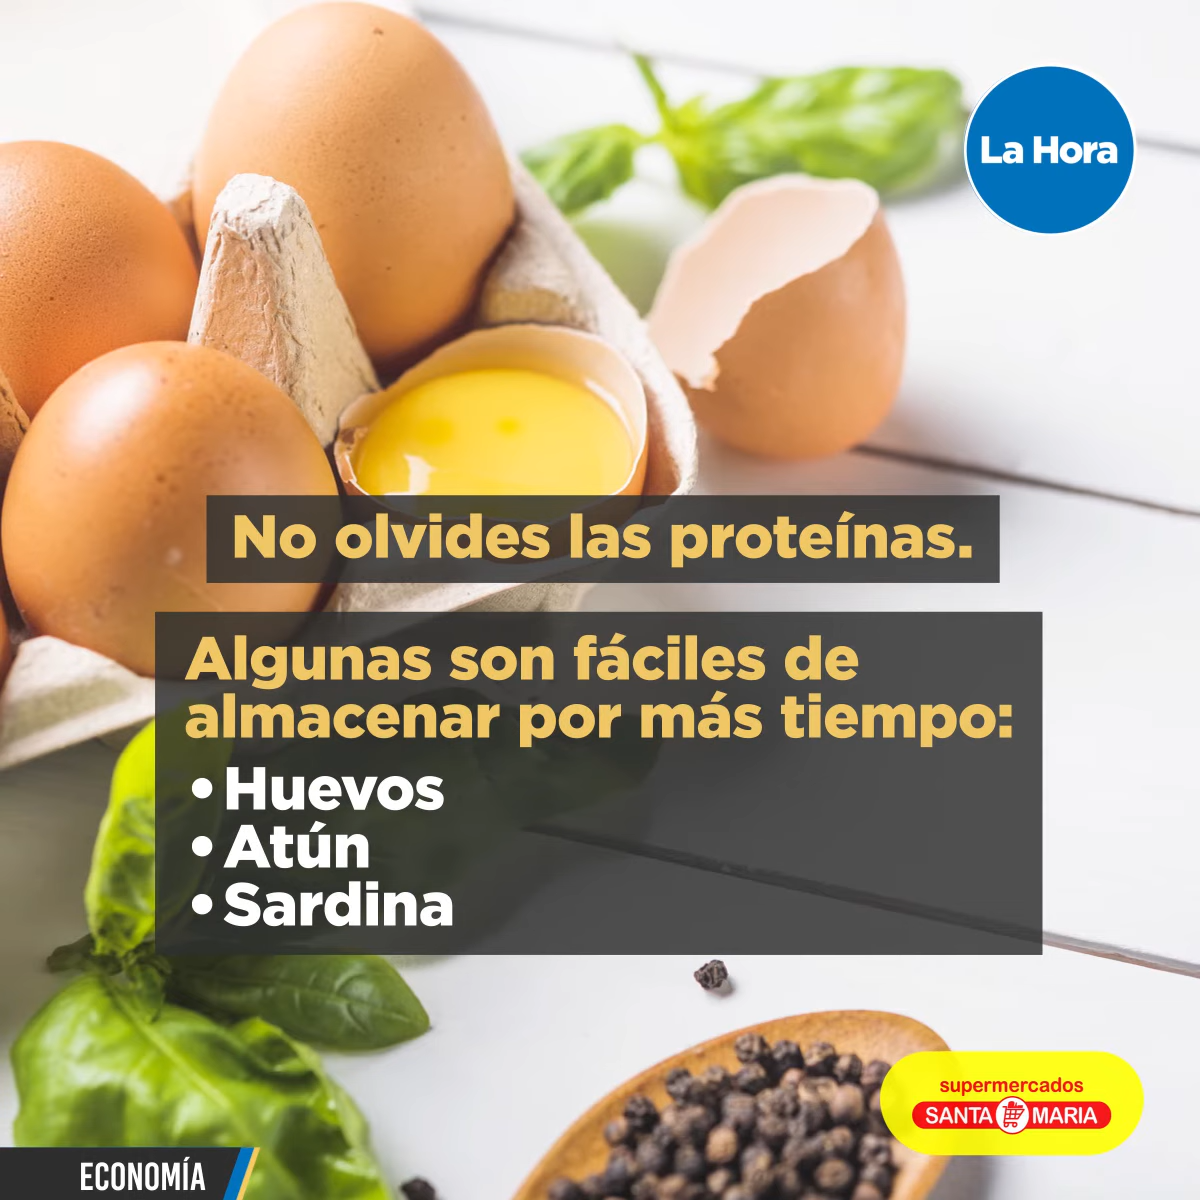 La Hora
No olvides las proteínas.
Algunas son fáciles de
almacenar por más tiempo:
• Huevos
• Atún
• Sardina
supermercados
SANTA MARIA
ECONOMÍA